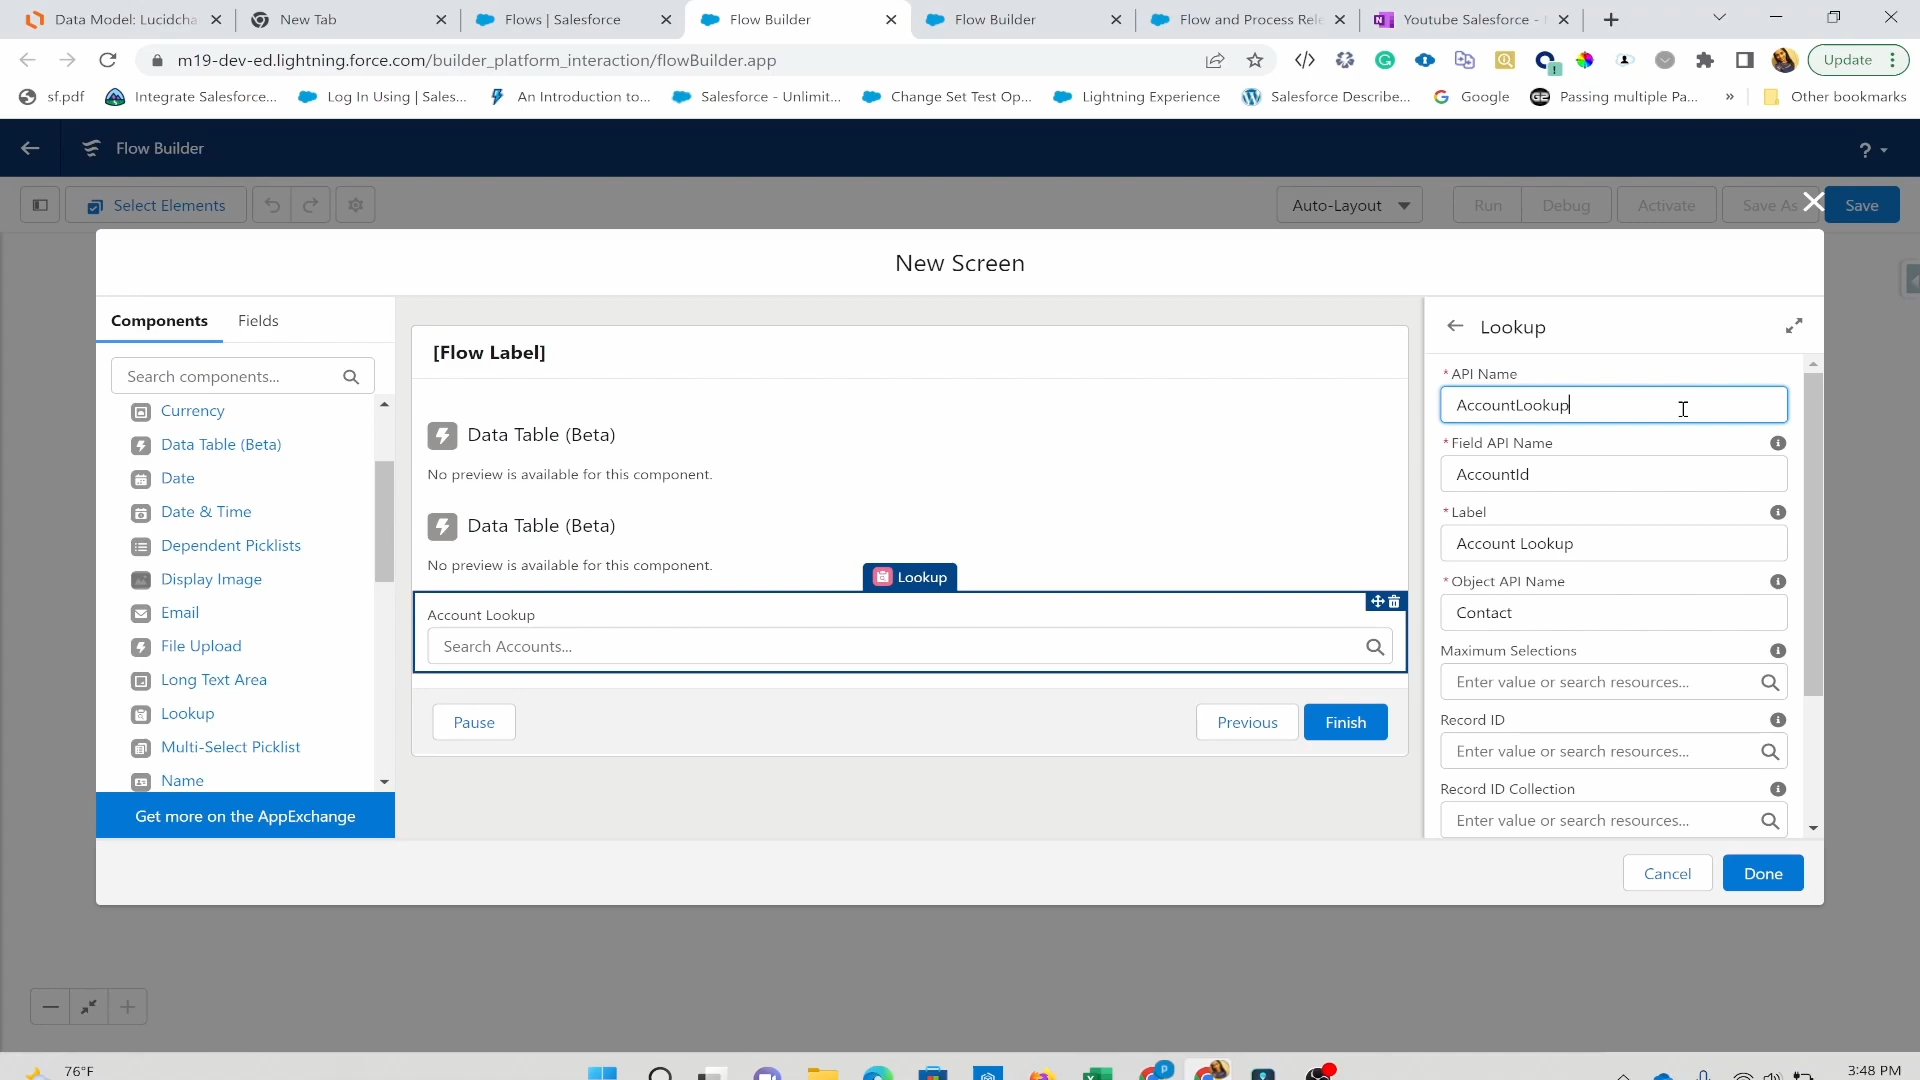 Data Model: Lucidcha
New Tab
Flows | Salesforce
Flow Builder
Flow Builder
Flow and Process Rele
Youtube Salesforce -
m19-dev-ed.lightning.force.com/builder_platform_interaction/flowBuilder.app
Update
sf.pdf
Integrate Salesforce...
Log In Using | Sales...
An Introduction to...
Salesforce - Unlimit...
Change Set Test Op...
Lightning Experience
Salesforce Describe...
Google
Passing multiple Pa...
»
Other bookmarks
Flow Builder
?
Select Elements
Auto-Layout
Run
Debug
Activate
Save As
Save
New Screen
Components
Fields
Search components...
Currency
Data Table (Beta)
Date
Date & Time
Dependent Picklists
Display Image
Email
File Upload
Long Text Area
Lookup
Multi-Select Picklist
Name
Get more on the AppExchange
[Flow Label]
Data Table (Beta)
No preview is available for this component.
Data Table (Beta)
No preview is available for this component.
Lookup
Account Lookup
Search Accounts...
Pause
Previous
Finish
Lookup
* API Name
AccountLookup
* Field API Name
AccountId
* Label
Account Lookup
* Object API Name
Contact
Maximum Selections
Enter value or search resources...
Record ID
Enter value or search resources...
Record ID Collection
Enter value or search resources...
Cancel
Done
76°F
3:48 PM